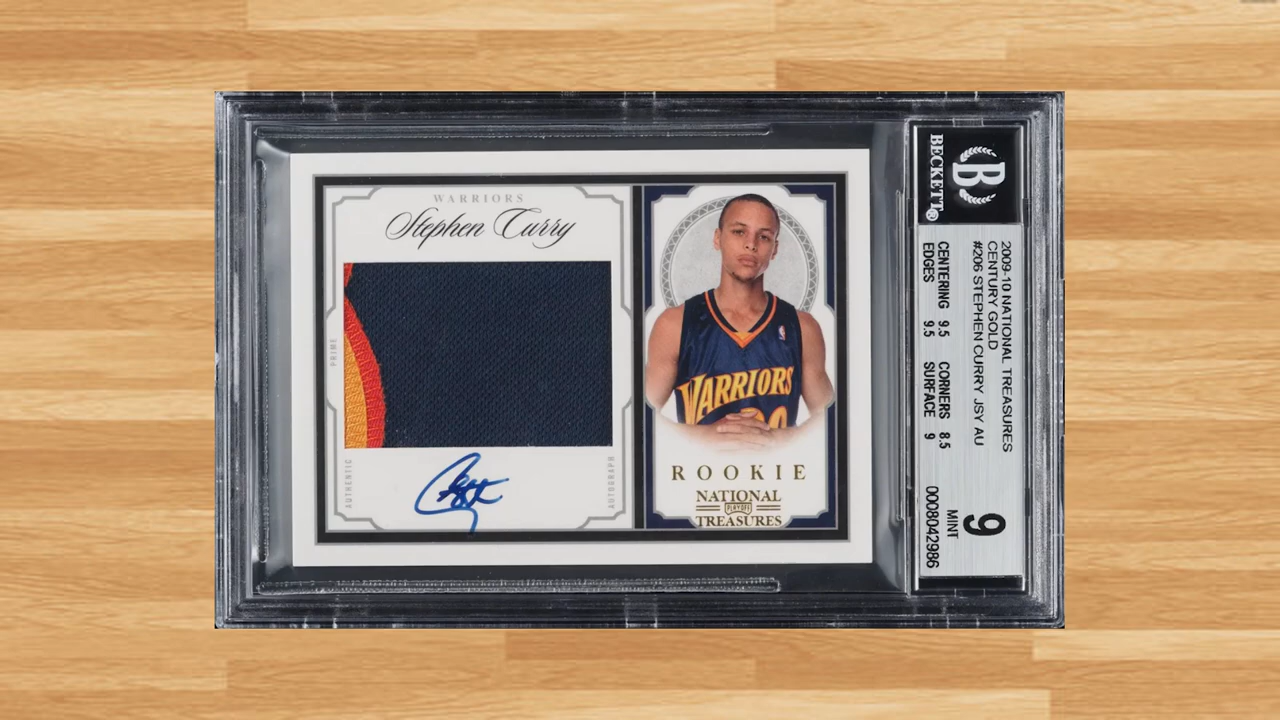 WARRIORS
Stephen Curry
PRIME
AUTHENTIC
AUTOGRAPH
WARRIORS
ROOKIE
NATIONAL
PLAYOFF
TREASURES
B
BECKETT®
2009-10 NATIONAL TREASURES
CENTURY GOLD
#206 STEPHEN CURRY JSY AU
CENTERING 9.5 CORNERS 8.5
EDGES 9.5 SURFACE 9
9
MINT
0008042986